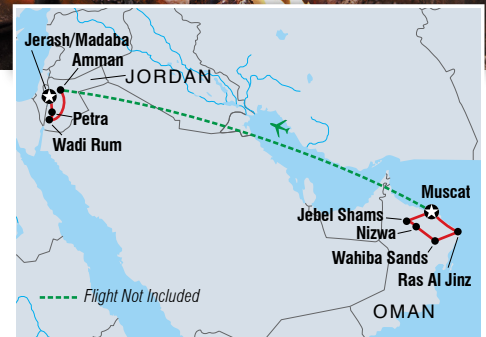 Jerash/Madaba
Amman
JORDAN
Petra
Wadi Rum
Muscat
Jebel Shams
Nizwa
Wahiba Sands
Ras Al Jinz
Flight Not Included
OMAN